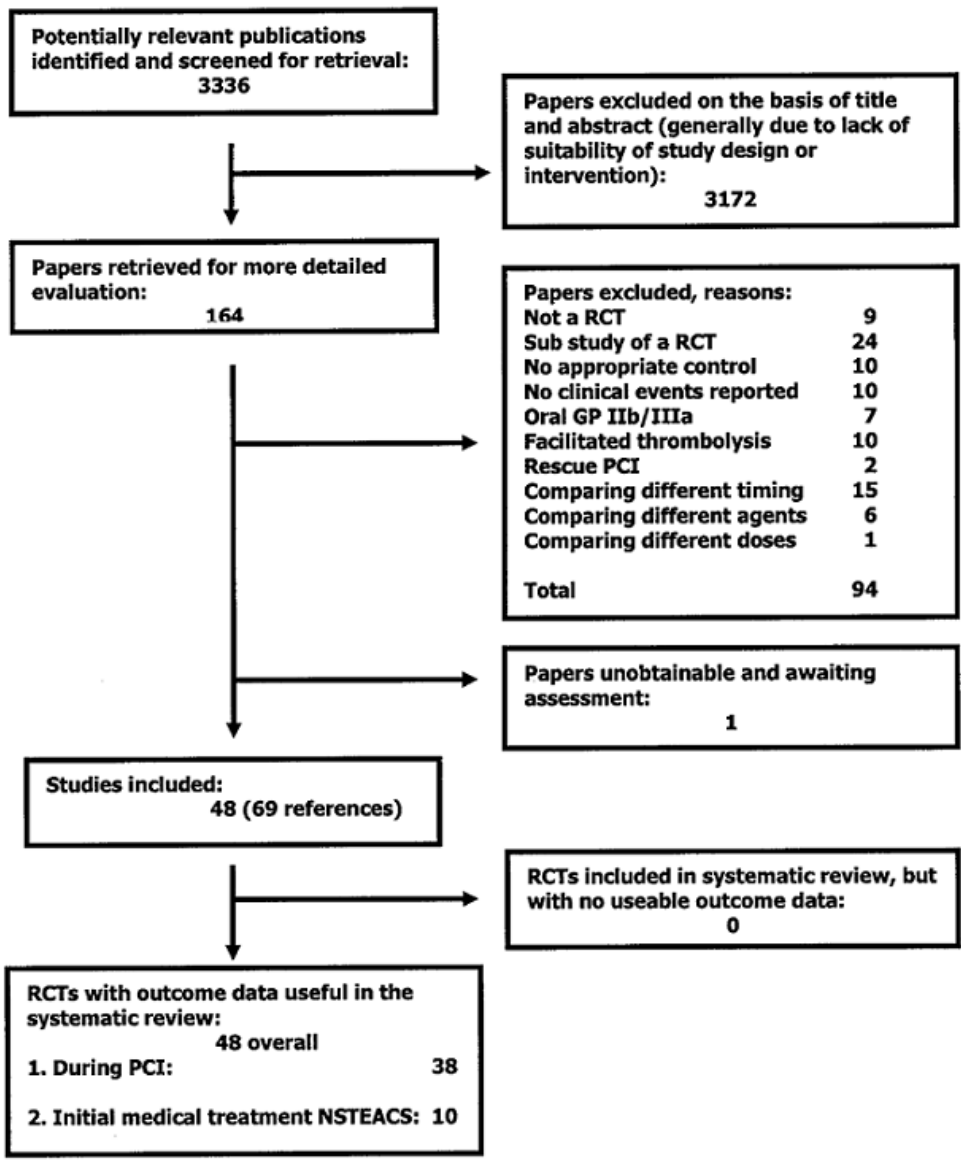 Potentially relevant publications
identified and screened for retrieval:
3336
Papers excluded on the basis of title
and abstract (generally due to lack of
suitability of study design or
intervention):
3172
Papers retrieved for more detailed
evaluation:
164
Papers excluded, reasons:
Not a RCT 9
Sub study of a RCT 24
No appropriate control 10
No clinical events reported 10
Oral GP IIb/IIIa 7
Facilitated thrombolysis 10
Rescue PCI 2
Comparing different timing 15
Comparing different agents 6
Comparing different doses 1
Total 94
Papers unobtainable and awaiting
assessment:
1
Studies included:
48 (69 references)
RCTs included in systematic review, but
with no useable outcome data:
0
RCTs with outcome data useful in the
systematic review:
48 overall
1. During PCI: 38
2. Initial medical treatment NSTEACS: 10